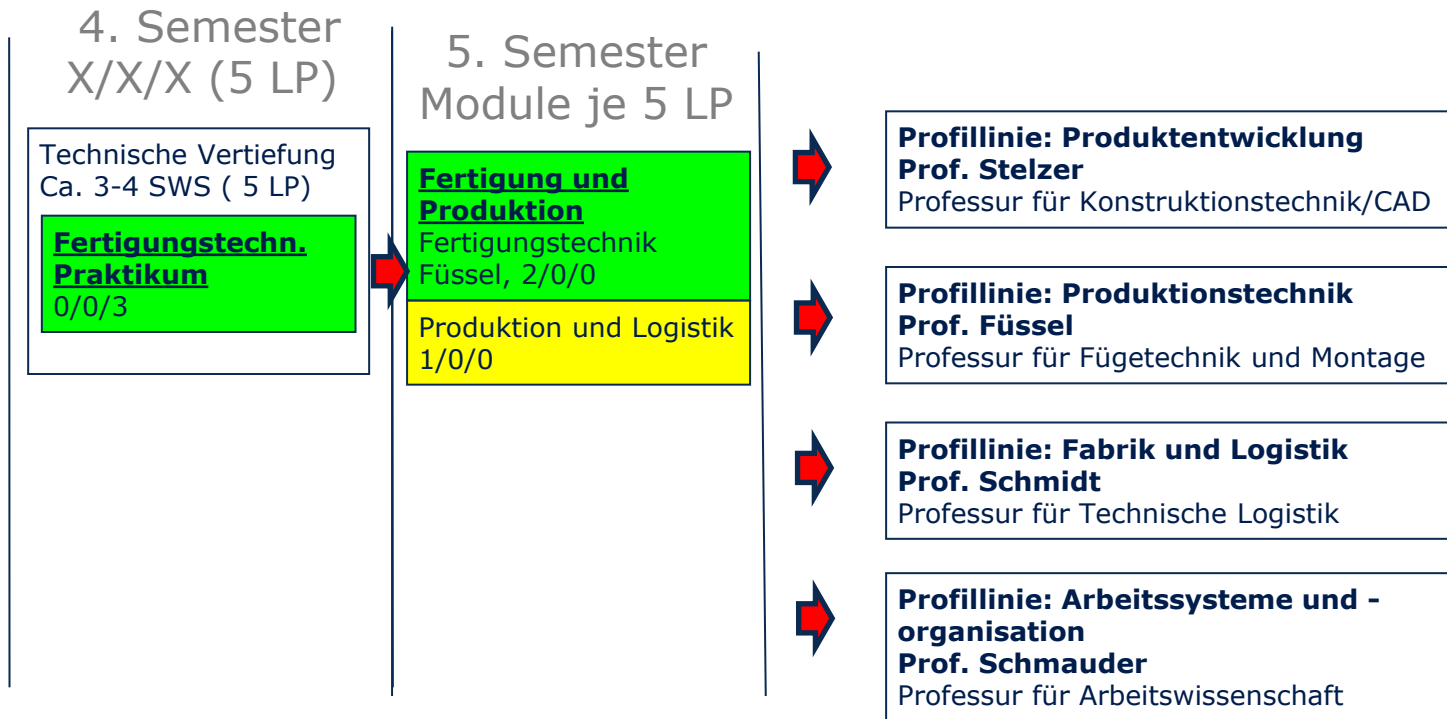 4. Semester
X/X/X (5 LP)
Technische Vertiefung
Ca. 3-4 SWS ( 5 LP)
Fertigungstechn.
Praktikum
0/0/3
5. Semester
Module je 5 LP
Fertigung und
Produktion
Fertigungstechnik
Füssel, 2/0/0
Produktion und Logistik
1/0/0
Profillinie: Produktentwicklung
Prof. Stelzer
Professur für Konstruktionstechnik/CAD
Profillinie: Produktionstechnik
Prof. Füssel
Professur für Fügetechnik und Montage
Profillinie: Fabrik und Logistik
Prof. Schmidt
Professur für Technische Logistik
Profillinie: Arbeitssysteme und -
organisation
Prof. Schmauder
Professur für Arbeitswissenschaft